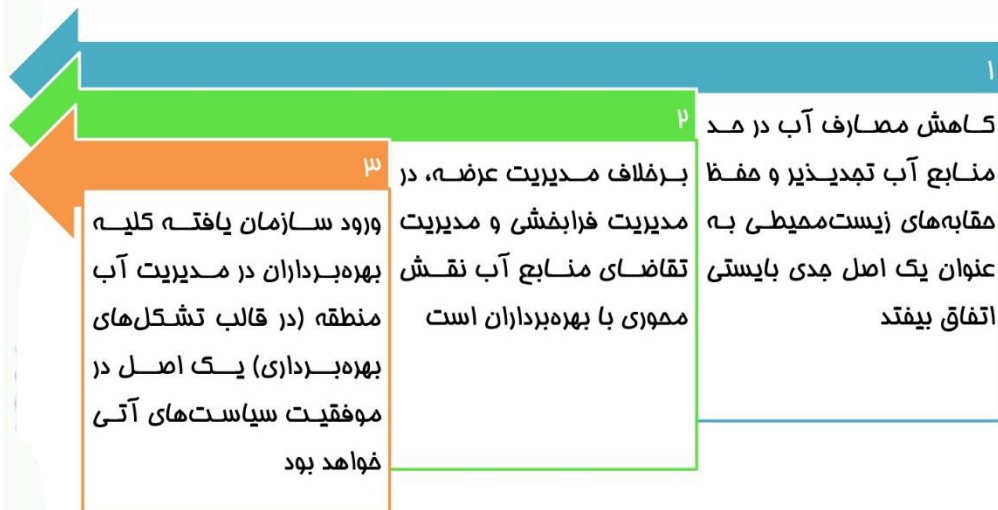 ۱
کاهش مصارف آب در حد
منابع آب تجدیدپذیر و حفظ
حقابه‌های زیست‌محیطی به
عنوان یک اصل جدی بایستی
اتفاق بیفتد
۲
برخلاف مدیریت عرضه، در
مدیریت فرابخشی و مدیریت
تقاضای منابع آب نقش
محوری با بهره‌برداران است
۳
ورود سازمان یافته کلیه
بهره‌برداران در مدیریت آب
منطقه (در قالب تشکل‌های
بهره‌برداری) یک اصل در
موفقیت سیاست‌های آتی
خواهد بود